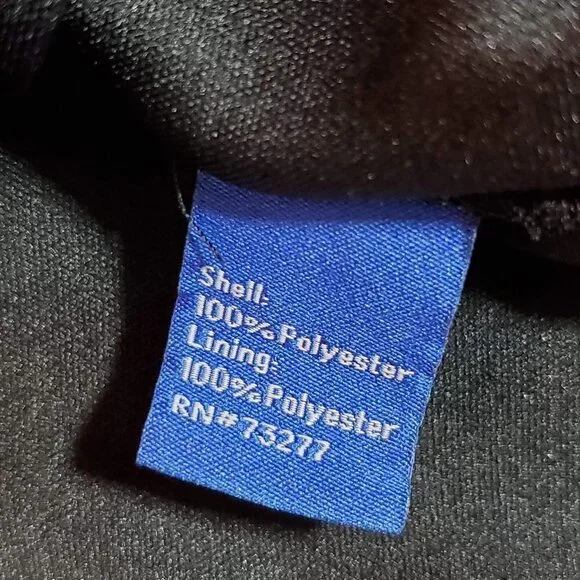 Shell:
100% Polyester
Lining:
100% Polyester
RN#73277